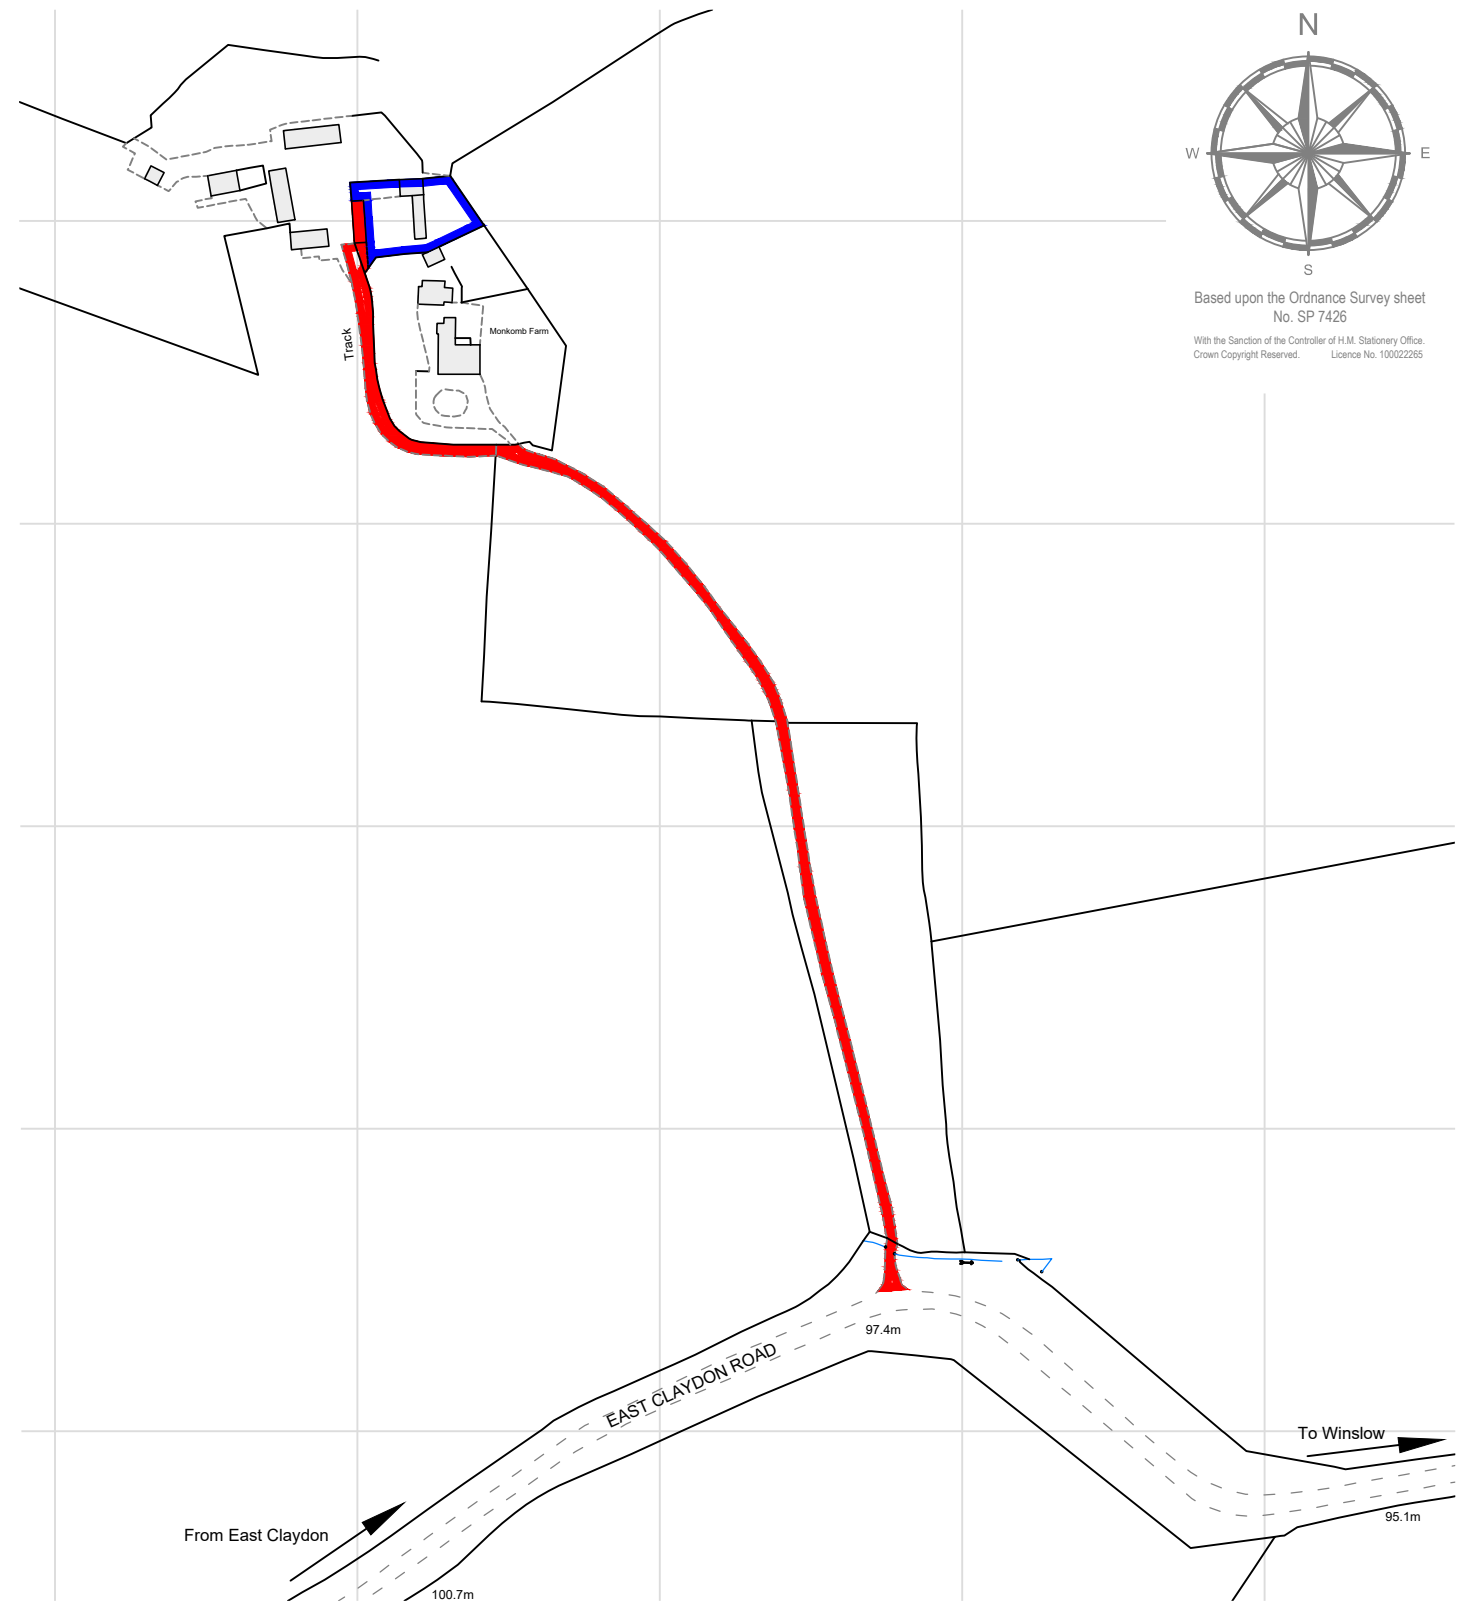 N
W
E
S
Based upon the Ordnance Survey sheet
No. SP 7426
With the Sanction of the Controller of H.M. Stationery Office.
Crown Copyright Reserved. Licence No. 100022265
Monkomb Farm
Track
97.4m
EAST CLAYDON ROAD
To Winslow
95.1m
From East Claydon
100.7m